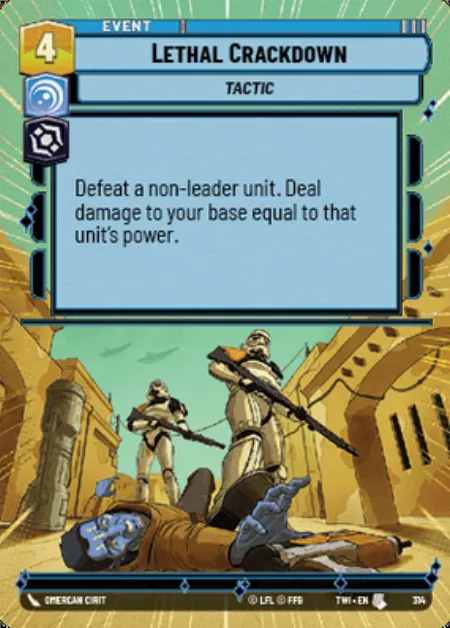 EVENT
4
LETHAL CRACKDOWN
TACTIC
Defeat a non-leader unit. Deal
damage to your base equal to that
unit's power.
OMERCAN CIRIT
© LFL © FFG
TWI • EN
314